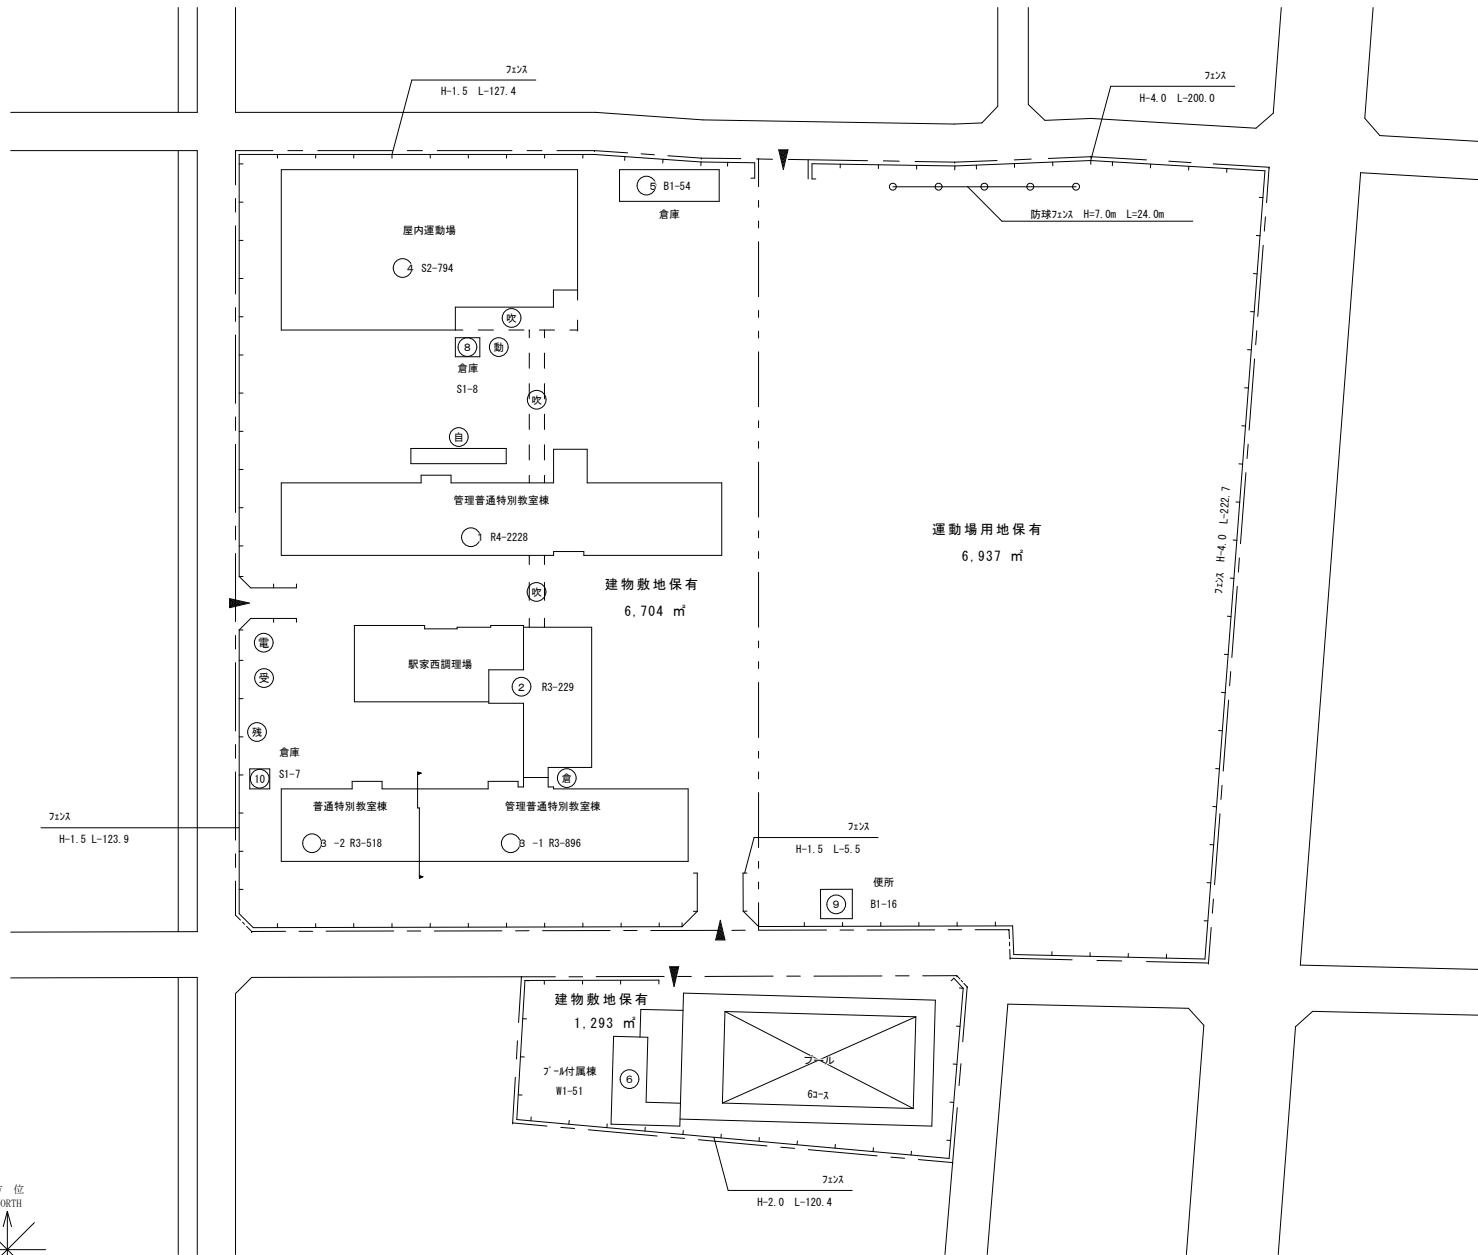 フェンス
H-1.5 L-127.4
フェンス
H-4.0 L-200.0
5 B1-54
倉庫
防球フェンス H=7.0m L=24.0m
屋内運動場
4 S2-794
吹
8 動
倉庫
S1-8
吹
自
管理普通特別教室棟
1 R4-2228
運動場用地保有
6,937 ㎡
フェンス H-4.0 L-222.7
吹
建物敷地保有
6,704 ㎡
電
受
駅家西調理場
2 R3-229
残
倉庫
10 S1-7
倉
普通特別教室棟
3 -2 R3-518
管理普通特別教室棟
3 -1 R3-896
フェンス
H-1.5 L-123.9
フェンス
H-1.5 L-5.5
便所
9 B1-16
建物敷地保有
1,293 ㎡
プール付属棟
W1-51
6
プール
6コース
フェンス
H-2.0 L-120.4
位